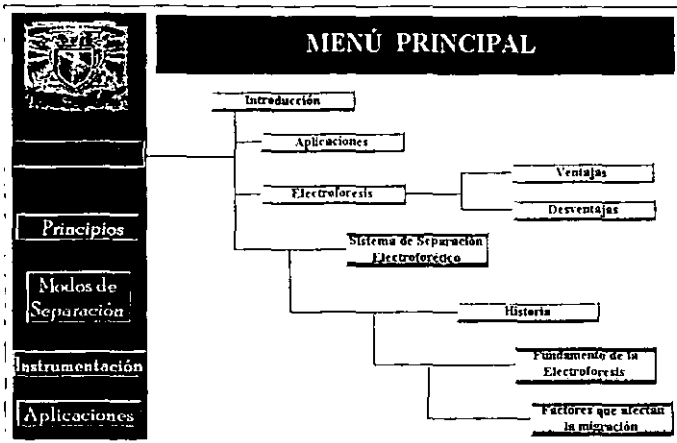 MENÚ PRINCIPAL
Introducción
Aplicaciones
Electroforesis
Ventajas
Desventajas
Sistema de Separación
Electroforético
Historia
Fundamento de la
Electroforesis
Factores que afectan
la migración
Principios
Modos de
Separación
Instrumentación
Aplicaciones